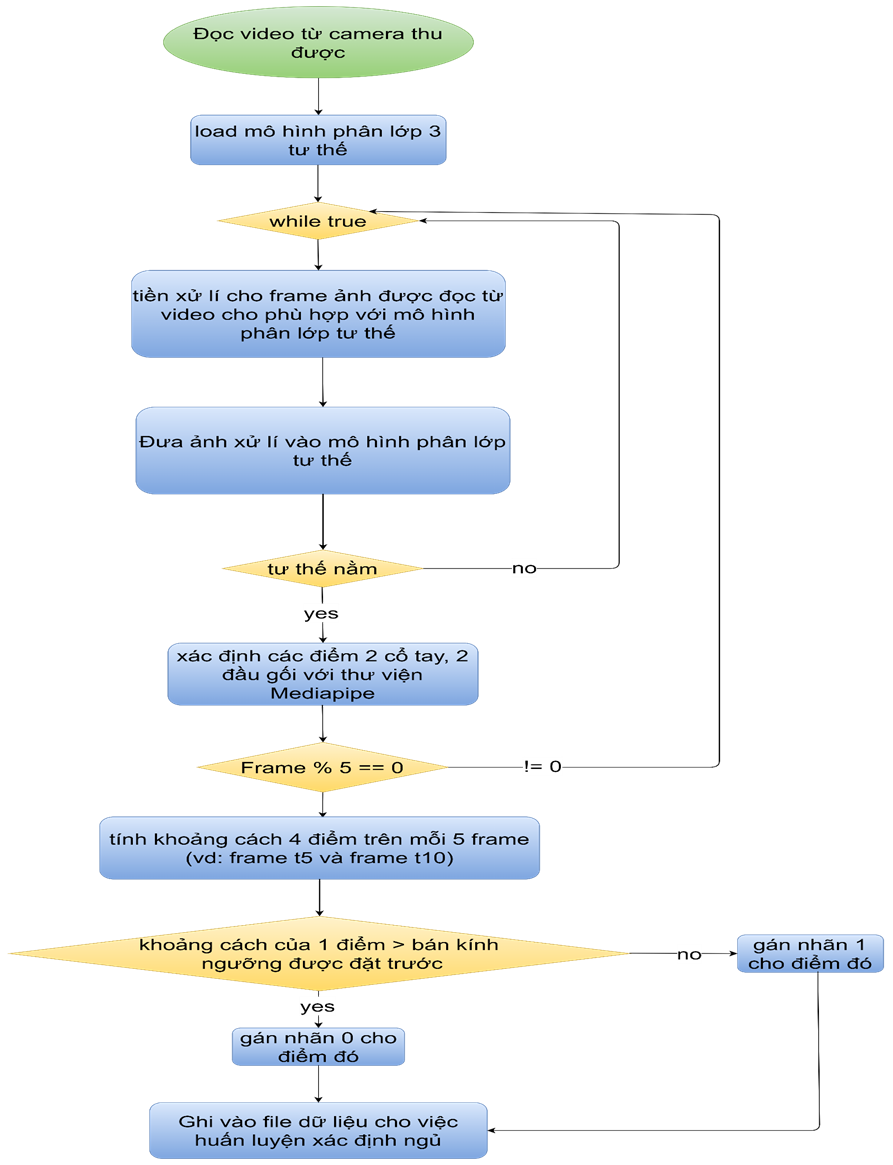 Đọc video từ camera thu
được
load mô hình phân lớp 3
tư thế
while true
tiền xử lí cho frame ảnh được đọc từ
video cho phù hợp với mô hình
phân lớp tư thế
Đưa ảnh xử lí vào mô hình phân lớp
tư thế
tư thế nằm
no
yes
xác định các điểm 2 cổ tay, 2
đầu gối với thư viện
Mediapipe
Frame % 5 == 0
!= 0
tính khoảng cách 4 điểm trên mỗi 5 frame
(vd: frame t5 và frame t10)
khoảng cách của 1 điểm > bán kính
ngưỡng được đặt trước
no
gán nhãn 1
cho điểm đó
yes
gán nhãn 0 cho
điểm đó
Ghi vào file dữ liệu cho việc
huấn luyện xác định ngủ